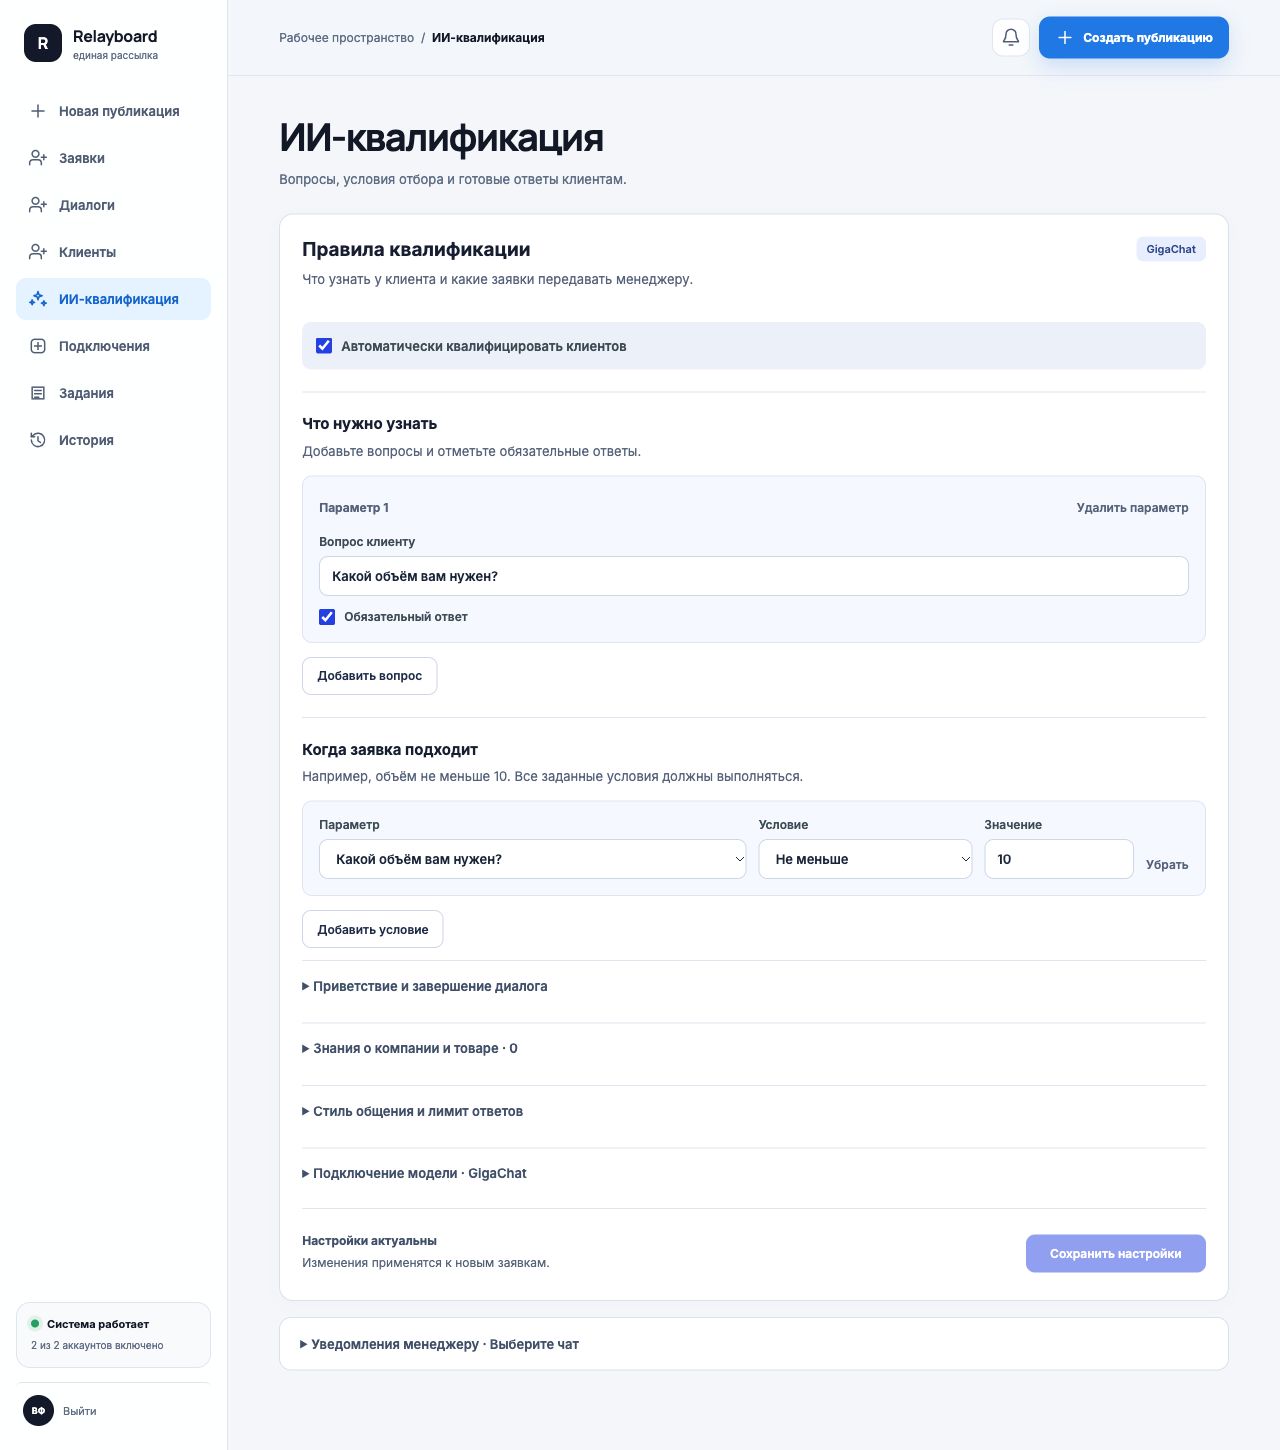 R
Relayboard
единая рассылка
Новая публикация
Заявки
Диалоги
Клиенты
ИИ-квалификация
Подключения
Задания
История
Система работает
2 из 2 аккаунтов включено
ВФ
Выйти
Рабочее пространство / ИИ-квалификация
Создать публикацию
ИИ-квалификация
Вопросы, условия отбора и готовые ответы клиентам.
Правила квалификации
GigaChat
Что узнать у клиента и какие заявки передавать менеджеру.
Автоматически квалифицировать клиентов
Что нужно узнать
Добавьте вопросы и отметьте обязательные ответы.
Параметр 1
Удалить параметр
Вопрос клиенту
Какой объём вам нужен?
Обязательный ответ
Добавить вопрос
Когда заявка подходит
Например, объём не меньше 10. Все заданные условия должны выполняться.
Параметр
Условие
Значение
Какой объём вам нужен?
Не меньше
10
Убрать
Добавить условие
Приветствие и завершение диалога
Знания о компании и товаре · 0
Стиль общения и лимит ответов
Подключение модели · GigaChat
Настройки актуальны
Изменения применятся к новым заявкам.
Сохранить настройки
Уведомления менеджеру · Выберите чат